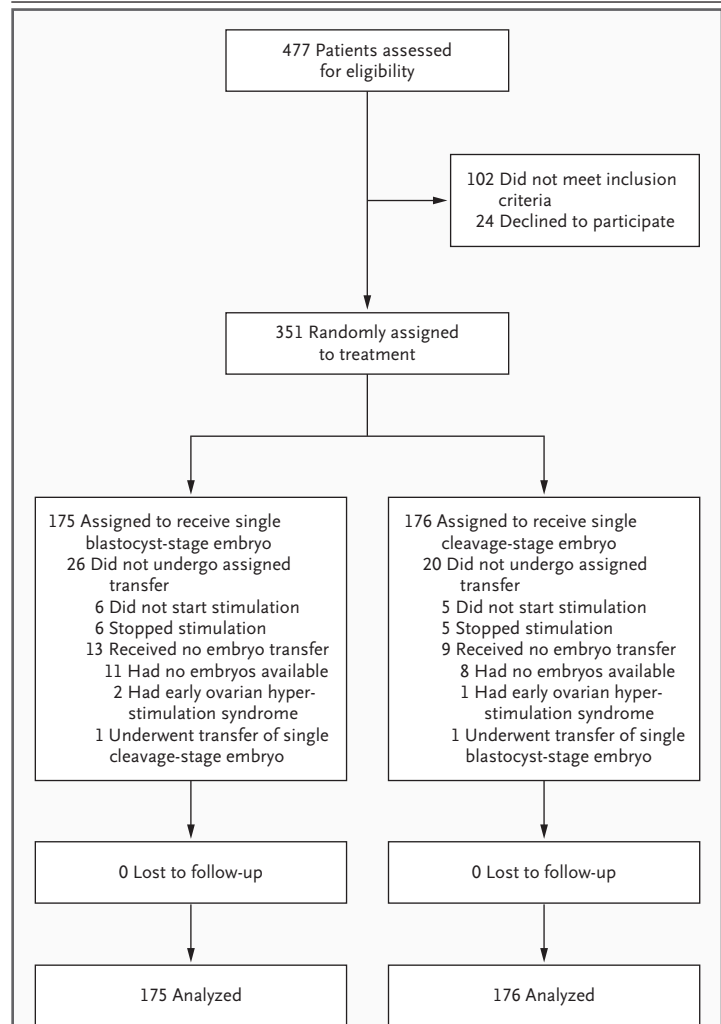 477 Patients assessed
for eligibility
102 Did not meet inclusion
criteria
24 Declined to participate
351 Randomly assigned
to treatment
175 Assigned to receive single
blastocyst-stage embryo
26 Did not undergo assigned
transfer
6 Did not start stimulation
6 Stopped stimulation
13 Received no embryo transfer
11 Had no embryos available
2 Had early ovarian hyper-
stimulation syndrome
1 Underwent transfer of single
cleavage-stage embryo
176 Assigned to receive single
cleavage-stage embryo
20 Did not undergo assigned
transfer
5 Did not start stimulation
5 Stopped stimulation
9 Received no embryo transfer
8 Had no embryos available
1 Had early ovarian hyper-
stimulation syndrome
1 Underwent transfer of single
blastocyst-stage embryo
0 Lost to follow-up
0 Lost to follow-up
175 Analyzed
176 Analyzed